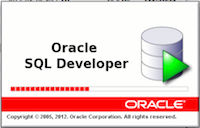 Oracle
SQL Developer
ORACLE
Copyright © 2005, 2012, Oracle Corporation. All rights reserved.